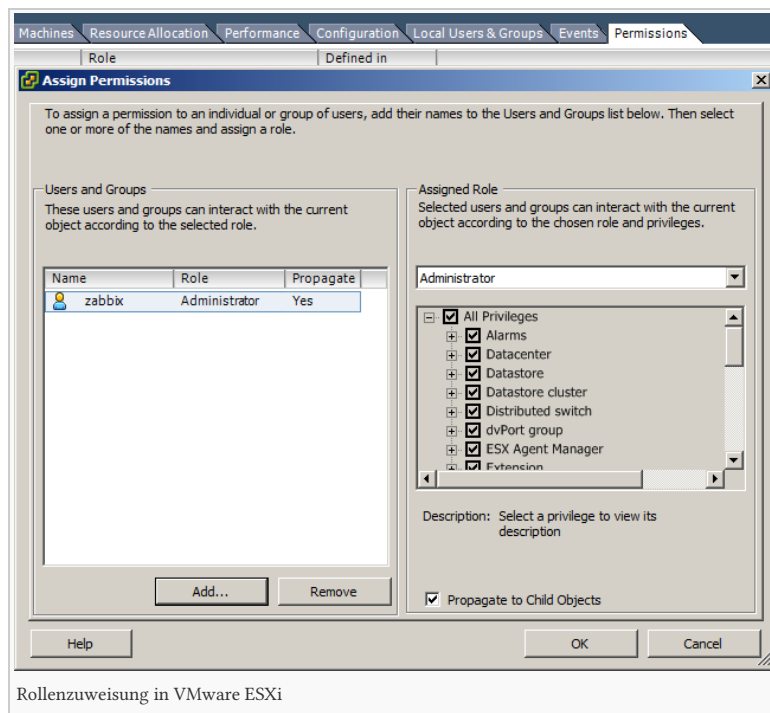 Machines Resource Allocation Performance Configuration Local Users & Groups Events Permissions
Role Defined in
Assign Permissions
To assign a permission to an individual or group of users, add their names to the Users and Groups list below. Then select
one or more of the names and assign a role.
Users and Groups
These users and groups can interact with the current
object according to the selected role.
Name Role Propagate
zabbix Administrator Yes
Add... Remove
Assigned Role
Selected users and groups can interact with the current
object according to the chosen role and privileges.
Administrator
All Privileges
Alarms
Datacenter
Datastore
Datastore cluster
Distributed switch
dvPort group
ESX Agent Manager
Extension
Description: Select a privilege to view its
description
Propagate to Child Objects
Help OK Cancel
Rollenzuweisung in VMware ESXi